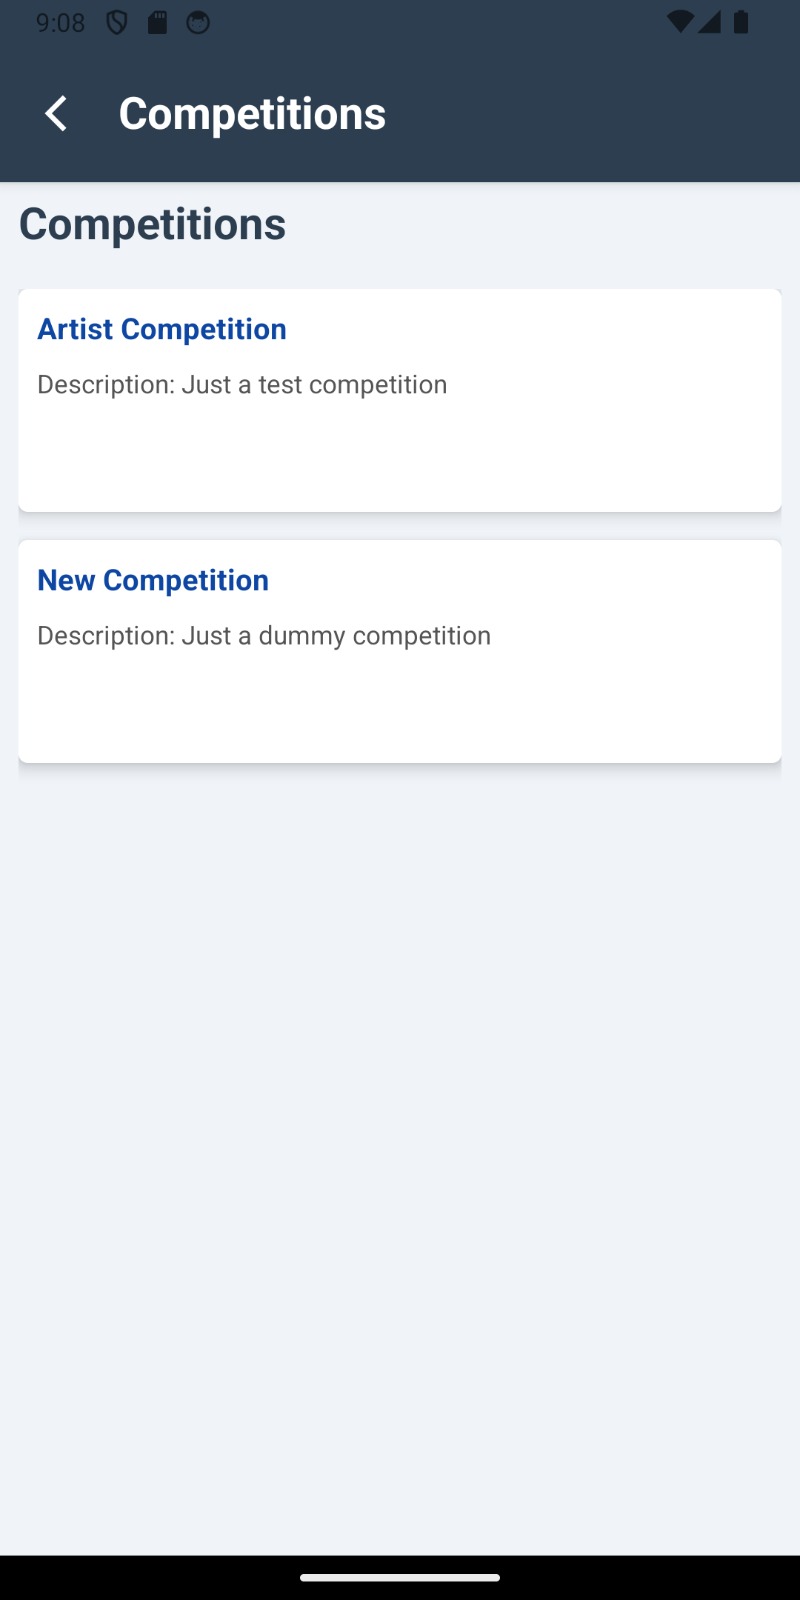 9:08
Competitions
Competitions
Artist Competition
Description: Just a test competition
New Competition
Description: Just a dummy competition